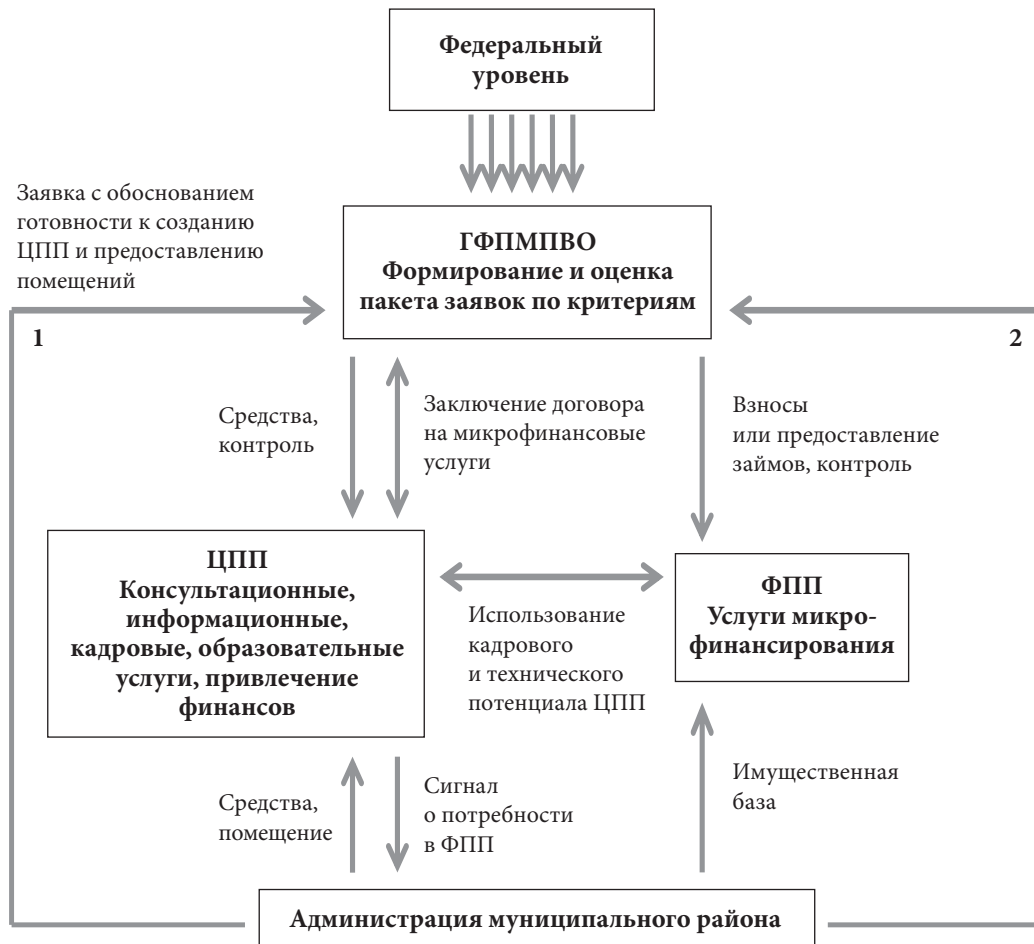 Федеральный
уровень
Заявка с обоснованием
готовности к созданию
ЦПП и предоставлению
помещений
ГФПМПВО
Формирование и оценка
пакета заявок по критериям
1
2
Средства,
контроль
Заключение договора
на микрофинансовые
услуги
Взносы
или предоставление
займов, контроль
ЦПП
Консультационные,
информационные,
кадровые, образовательные
услуги, привлечение
финансов
Использование
кадрового
и технического
потенциала ЦПП
ФПП
Услуги микро-
финансирования
Средства,
помещение
Сигнал
о потребности
в ФПП
Имущественная
база
Администрация муниципального района